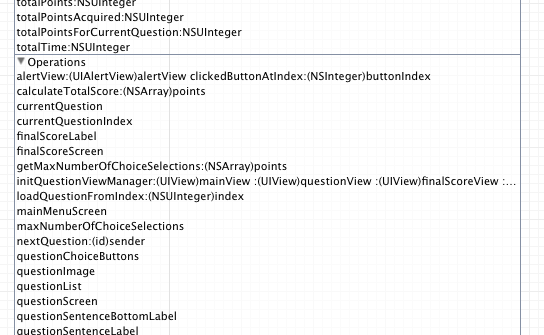 totalPoints:NSUInteger
totalPointsAcquired:NSUInteger
totalPointsForCurrentQuestion:NSUInteger
totalTime:NSUInteger
Operations
alertView:(UIAlertView)alertView clickedButtonAtIndex:(NSInteger)buttonIndex
calculateTotalScore:(NSArray)points
currentQuestion
currentQuestionIndex
finalScoreLabel
finalScoreScreen
getMaxNumberOfChoiceSelections:(NSArray)points
initQuestionViewManager:(UIView)mainView :(UIView)questionView :(UIView)finalScoreView :...
loadQuestionFromIndex:(NSUInteger)index
mainMenuScreen
maxNumberOfChoiceSelections
nextQuestion:(id)sender
questionChoiceButtons
questionImage
questionList
questionScreen
questionSentenceBottomLabel
questionSentenceLabel